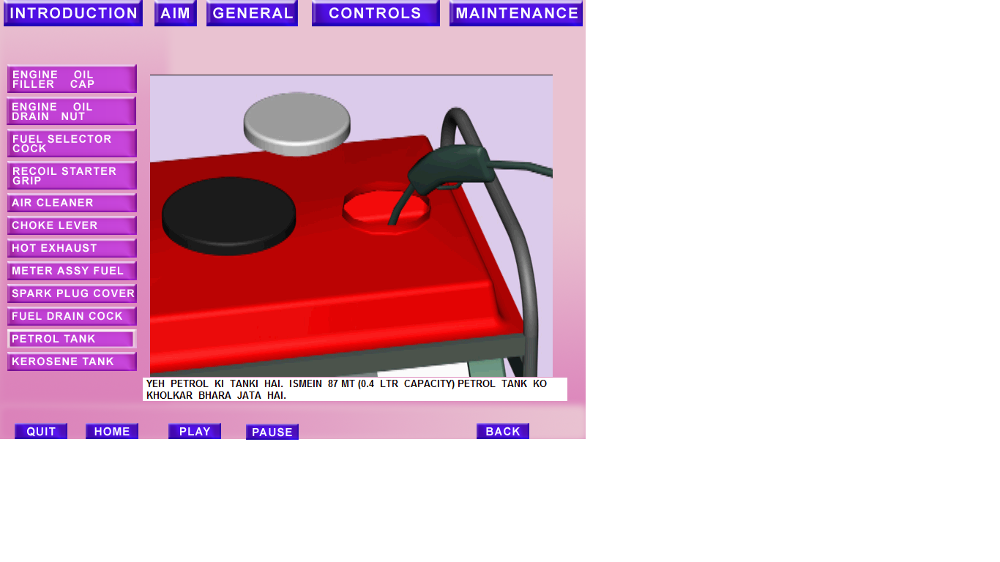 INTRODUCTION AIM GENERAL CONTROLS MAINTENANCE
ENGINE OIL
FILLER CAP
ENGINE OIL
DRAIN NUT
FUEL SELECTOR
COCK
RECOIL STARTER
GRIP
AIR CLEANER
CHOKE LEVER
HOT EXHAUST
METER ASSY FUEL
SPARK PLUG COVER
FUEL DRAIN COCK
PETROL TANK
KEROSENE TANK
YEH PETROL KI TANKI HAI. ISMEIN 87 MT (0.4 LTR CAPACITY) PETROL TANK KO
KHOLKAR BHARA JATA HAI.
QUIT HOME PLAY PAUSE BACK